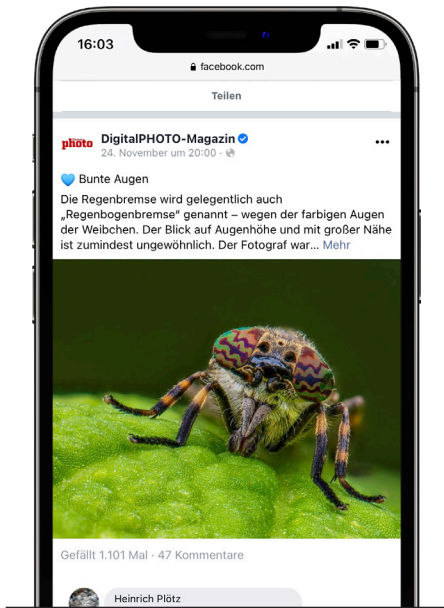 16:03
facebook.com
Teilen
photo
DigitalPHOTO-Magazin
24. November um 20:00 ·
Bunte Augen
Die Regenbremse wird gelegentlich auch
„Regenbogenbremse“ genannt – wegen der farbigen Augen
der Weibchen. Der Blick auf Augenhöhe und mit großer Nähe
ist zumindest ungewöhnlich. Der Fotograf war... Mehr
Gefällt 1.101 Mal · 47 Kommentare
Heinrich Plötz